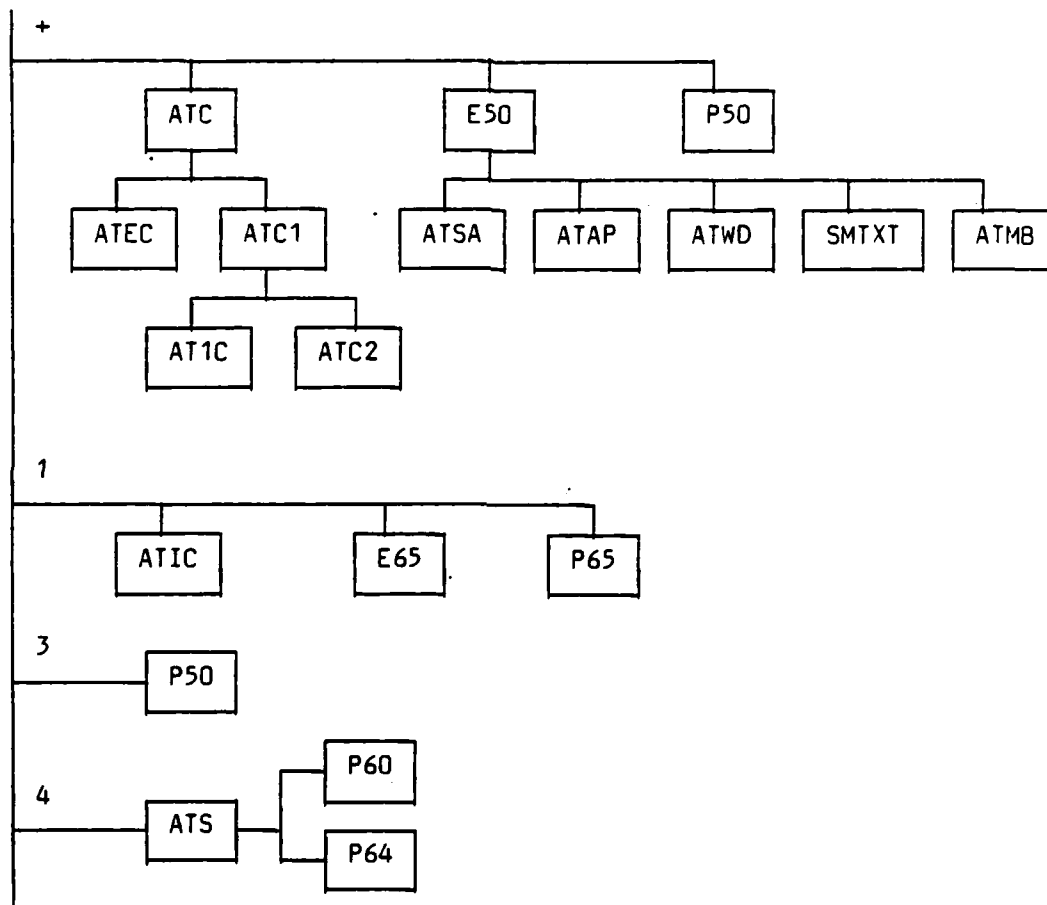 +
ATC E50 P50
ATEC ATC1 ATSA ATAP ATWD SMTXT ATMB
AT1C ATC2
1
ATIC E65 P65
3
P50
P60
4
ATS
P64